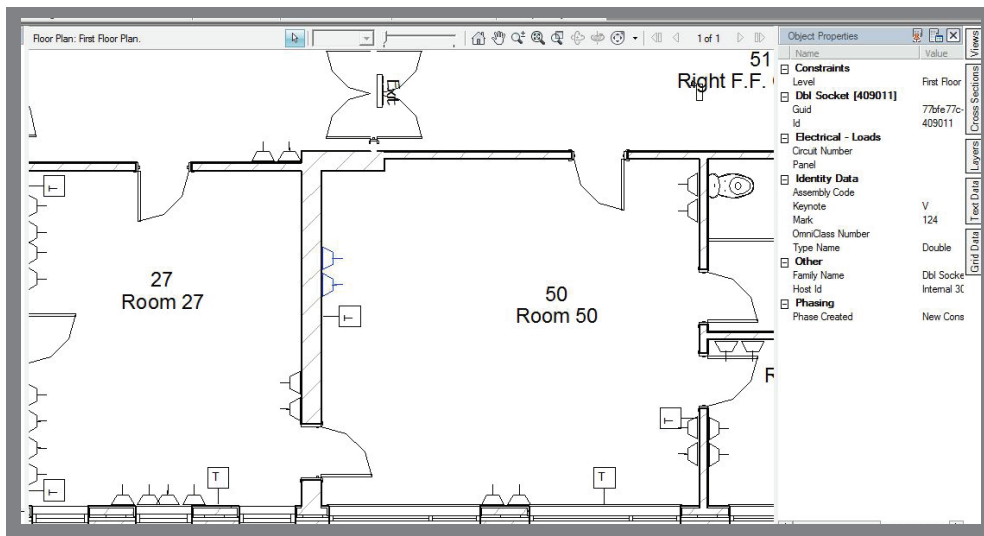 Floor Plan: First Floor Plan.
1 of 1
Object Properties
Name Value
Constraints
Level First Floor
Dbl Socket [409011]
Guid 77bfe77c-
Id 409011
Electrical - Loads
Circuit Number
Panel
Identity Data
Assembly Code
Keynote V
Mark 124
OmniClass Number
Type Name Double
Other
Family Name Dbl Socke
Host Id Internal 30
Phasing
Phase Created New Cons
Views
Cross Sections
Layers
Text Data
Grid Data
51
Right F.F.
Ext
T
27
Room 27
50
Room 50
T
T
T
T
T
R